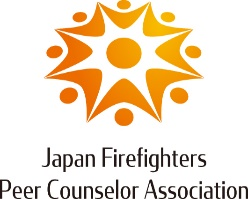 Japan Firefighters
Peer Counselor Association